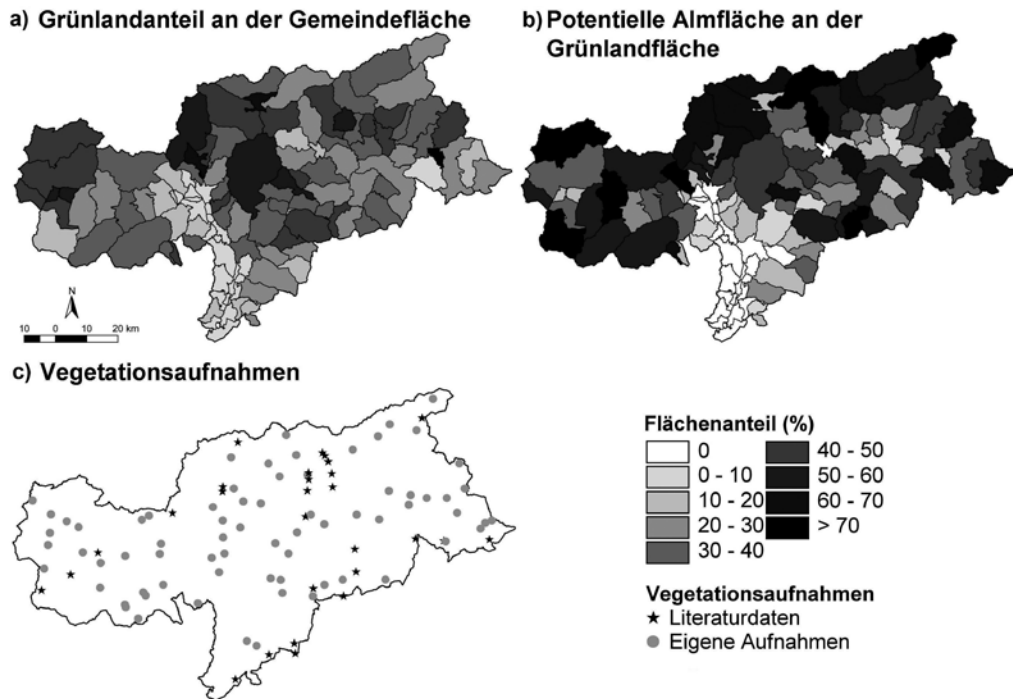 a) Grünlandanteil an der Gemeindefläche
b) Potentielle Almfläche an der
Grünlandfläche
N
10 0 10 20 km
c) Vegetationsaufnahmen
Flächenanteil (%)
0
0 - 10
10 - 20
20 - 30
30 - 40
40 - 50
50 - 60
60 - 70
> 70
Vegetationsaufnahmen
Literaturdaten
Eigene Aufnahmen